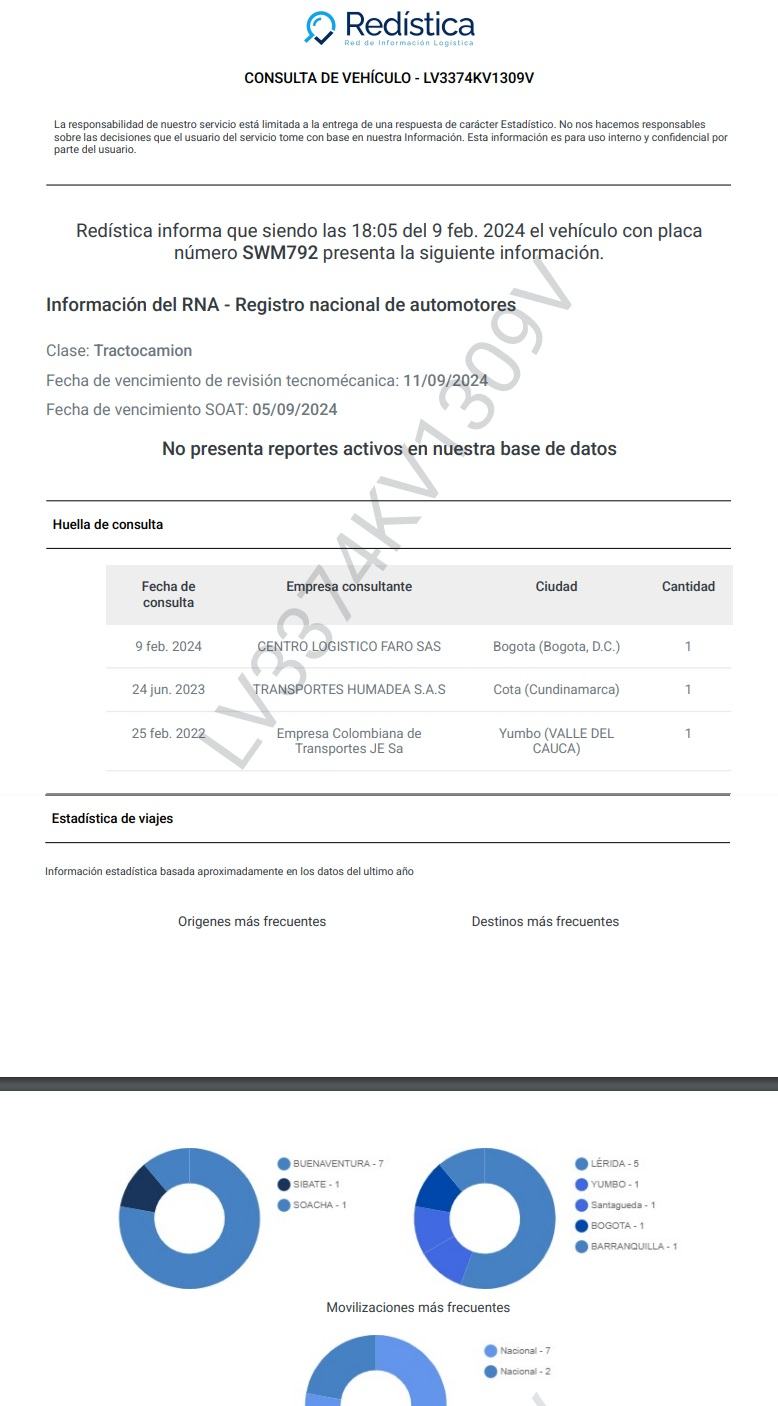 Redística
Red de Información Logística
CONSULTA DE VEHÍCULO - LV3374KV1309V
La responsabilidad de nuestro servicio está limitada a la entrega de una respuesta de carácter Estadístico. No nos hacemos responsables
sobre las decisiones que el usuario del servicio tome con base en nuestra Información. Esta información es para uso interno y confidencial por
parte del usuario.
Redística informa que siendo las 18:05 del 9 feb. 2024 el vehículo con placa
número SWM792 presenta la siguiente información.
Información del RNA - Registro nacional de automotores
Clase: Tractocamion
Fecha de vencimiento de revisión tecnomécanica: 11/09/2024
Fecha de vencimiento SOAT: 05/09/2024
No presenta reportes activos en nuestra base de datos
LV3374KV1309V
Huella de consulta
Fecha de consulta Empresa consultante Ciudad Cantidad
9 feb. 2024 CENTRO LOGISTICO FARO SAS Bogota (Bogota, D.C.) 1
24 jun. 2023 TRANSPORTES HUMADEA S.A.S Cota (Cundinamarca) 1
25 feb. 2022 Empresa Colombiana de Transportes JE Sa Yumbo (VALLE DEL CAUCA) 1
Estadística de viajes
Información estadística basada aproximadamente en los datos del ultimo año
Origenes más frecuentes Destinos más frecuentes
BUENAVENTURA - 7
SIBATE - 1
SOACHA - 1
LÉRIDA - 5
YUMBO - 1
Santagueda - 1
BOGOTA - 1
BARRANQUILLA - 1
Movilizaciones más frecuentes
Nacional - 7
Nacional - 2